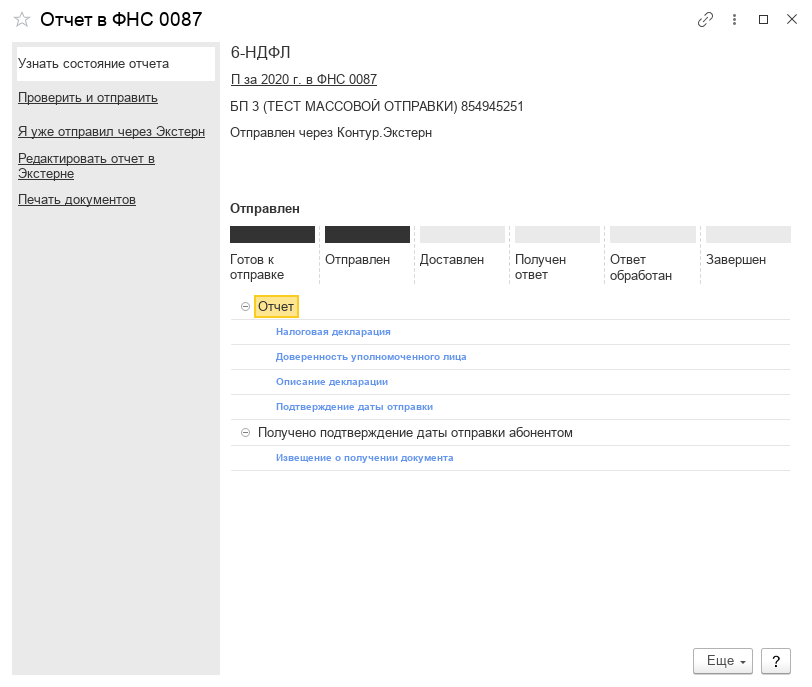 Отчет в ФНС 0087
Узнать состояние отчета
Проверить и отправить
Я уже отправил через Экстерн
Редактировать отчет в
Экстерне
Печать документов
6-НДФЛ
П за 2020 г. в ФНС 0087
БП 3 (ТЕСТ МАССОВОЙ ОТПРАВКИ) 854945251
Отправлен через Контур.Экстерн
Отправлен
Готов к
отправке
Отправлен
Доставлен
Получен
ответ
Ответ
обработан
Завершен
Отчет
Налоговая декларация
Доверенность уполномоченного лица
Описание декларации
Подтверждение даты отправки
Получено подтверждение даты отправки абонентом
Извещение о получении документа
Еще
?